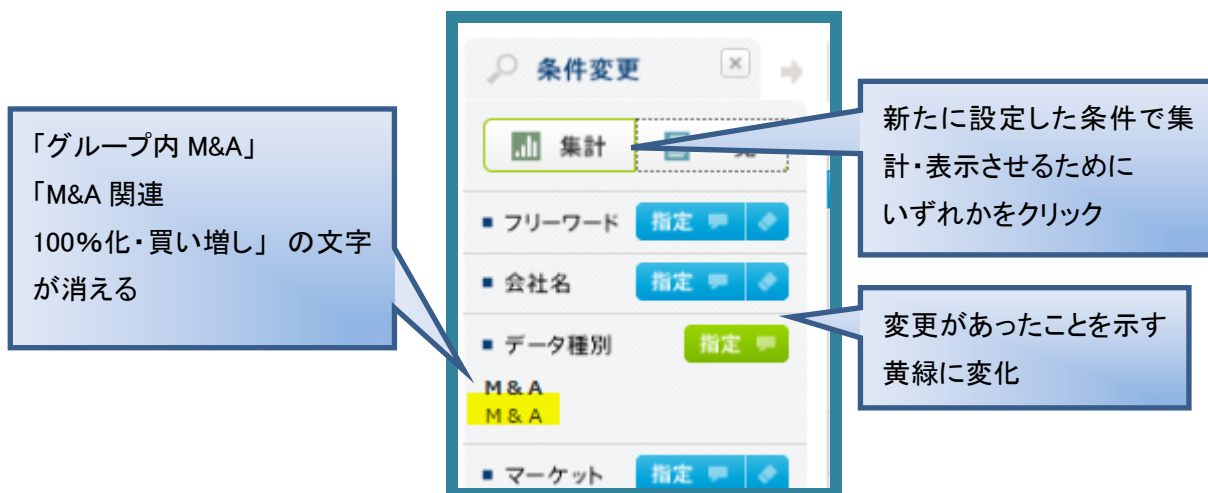 「グループ内 M&A」
「M&A 関連
100%化・買い増し」 の文字
が消える
条件変更
集計
フリーワード 指定
会社名 指定
データ種別 指定
M&A
M&A
マーケット 指定
新たに設定した条件で集
計・表示させるために
いずれかをクリック
変更があったことを示す
黄緑に変化